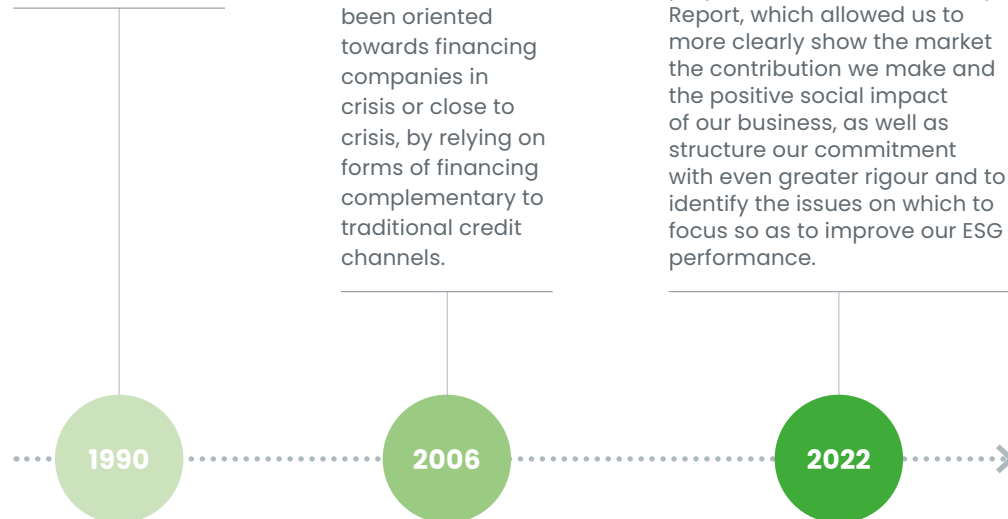 been oriented
towards financing
companies in
crisis or close to
crisis, by relying on
forms of financing
complementary to
traditional credit
channels.
Report, which allowed us to
more clearly show the market
the contribution we make and
the positive social impact
of our business, as well as
structure our commitment
with even greater rigour and to
identify the issues on which to
focus so as to improve our ESG
performance.
1990
2006
2022